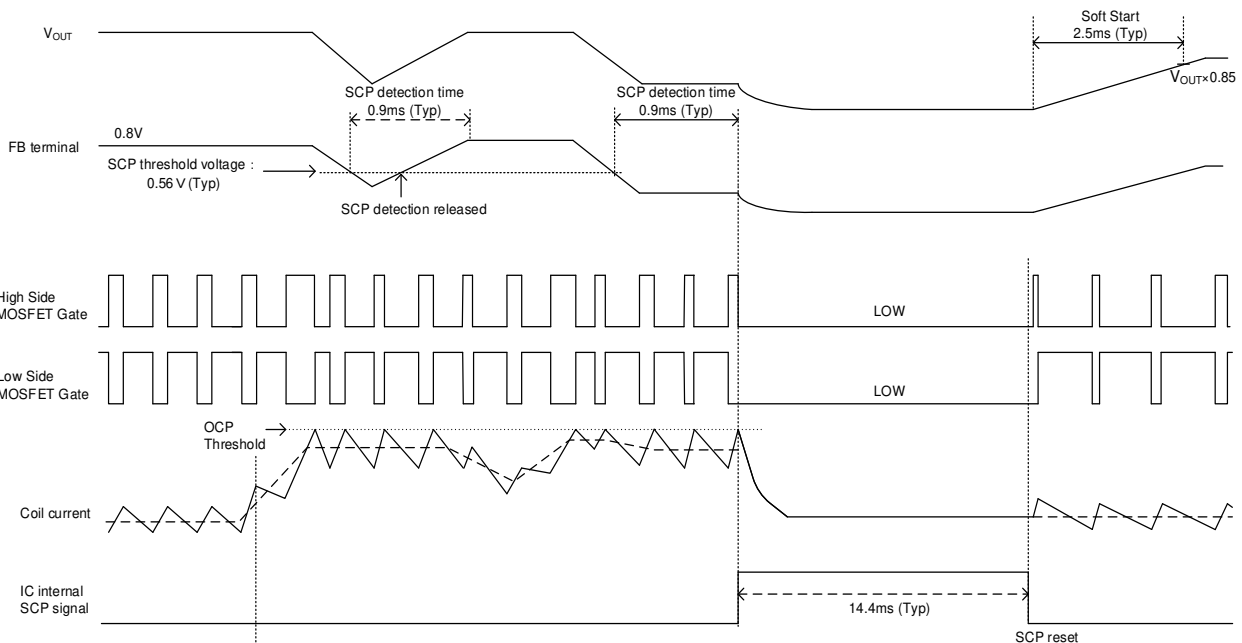 Soft Start
2.5ms (Typ)
VOUT
VOUT×0.85
SCP detection time
0.9ms (Typ)
SCP detection time
0.9ms (Typ)
0.8V
FB terminal
SCP threshold voltage :
0.56 V (Typ)
SCP detection released
High Side
MOSFET Gate
LOW
Low Side
MOSFET Gate
LOW
OCP
Threshold
Coil current
IC internal
SCP signal
14.4ms (Typ)
SCP reset